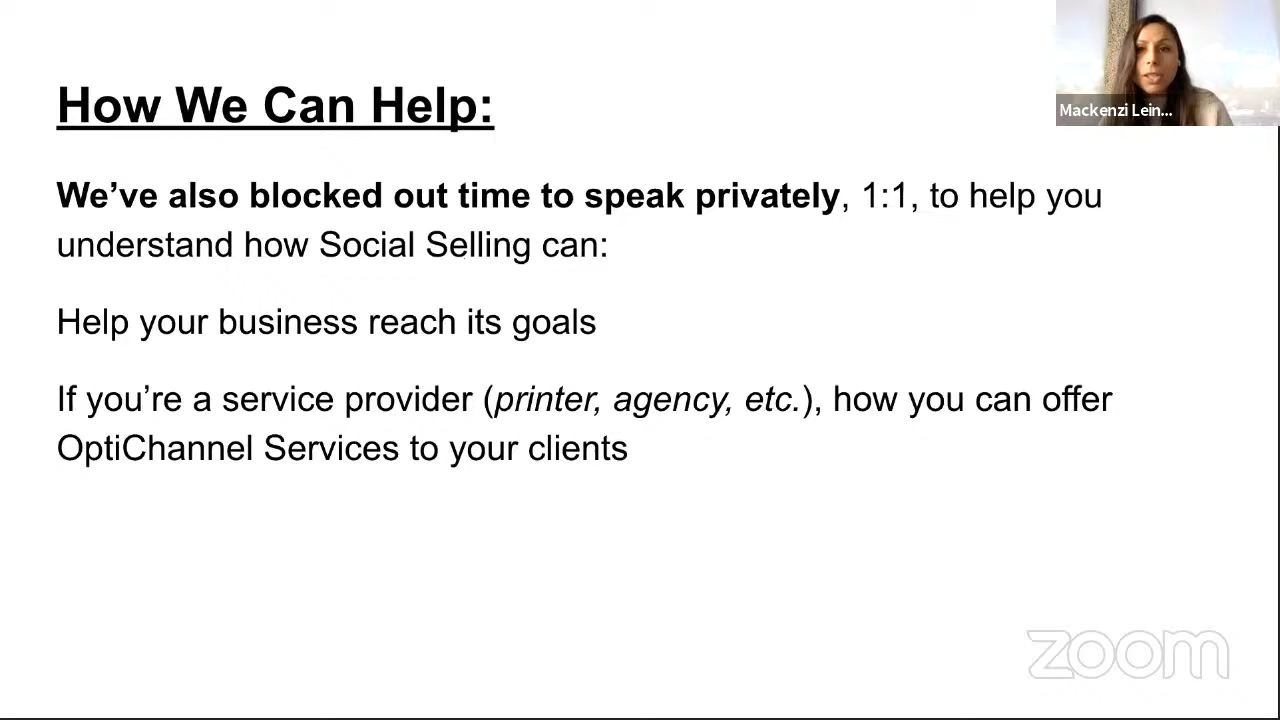 How We Can Help:
We’ve also blocked out time to speak privately, 1:1, to help you
understand how Social Selling can:
Help your business reach its goals
If you’re a service provider (printer, agency, etc.), how you can offer
OptiChannel Services to your clients
Mackenzi Lein...
zoom